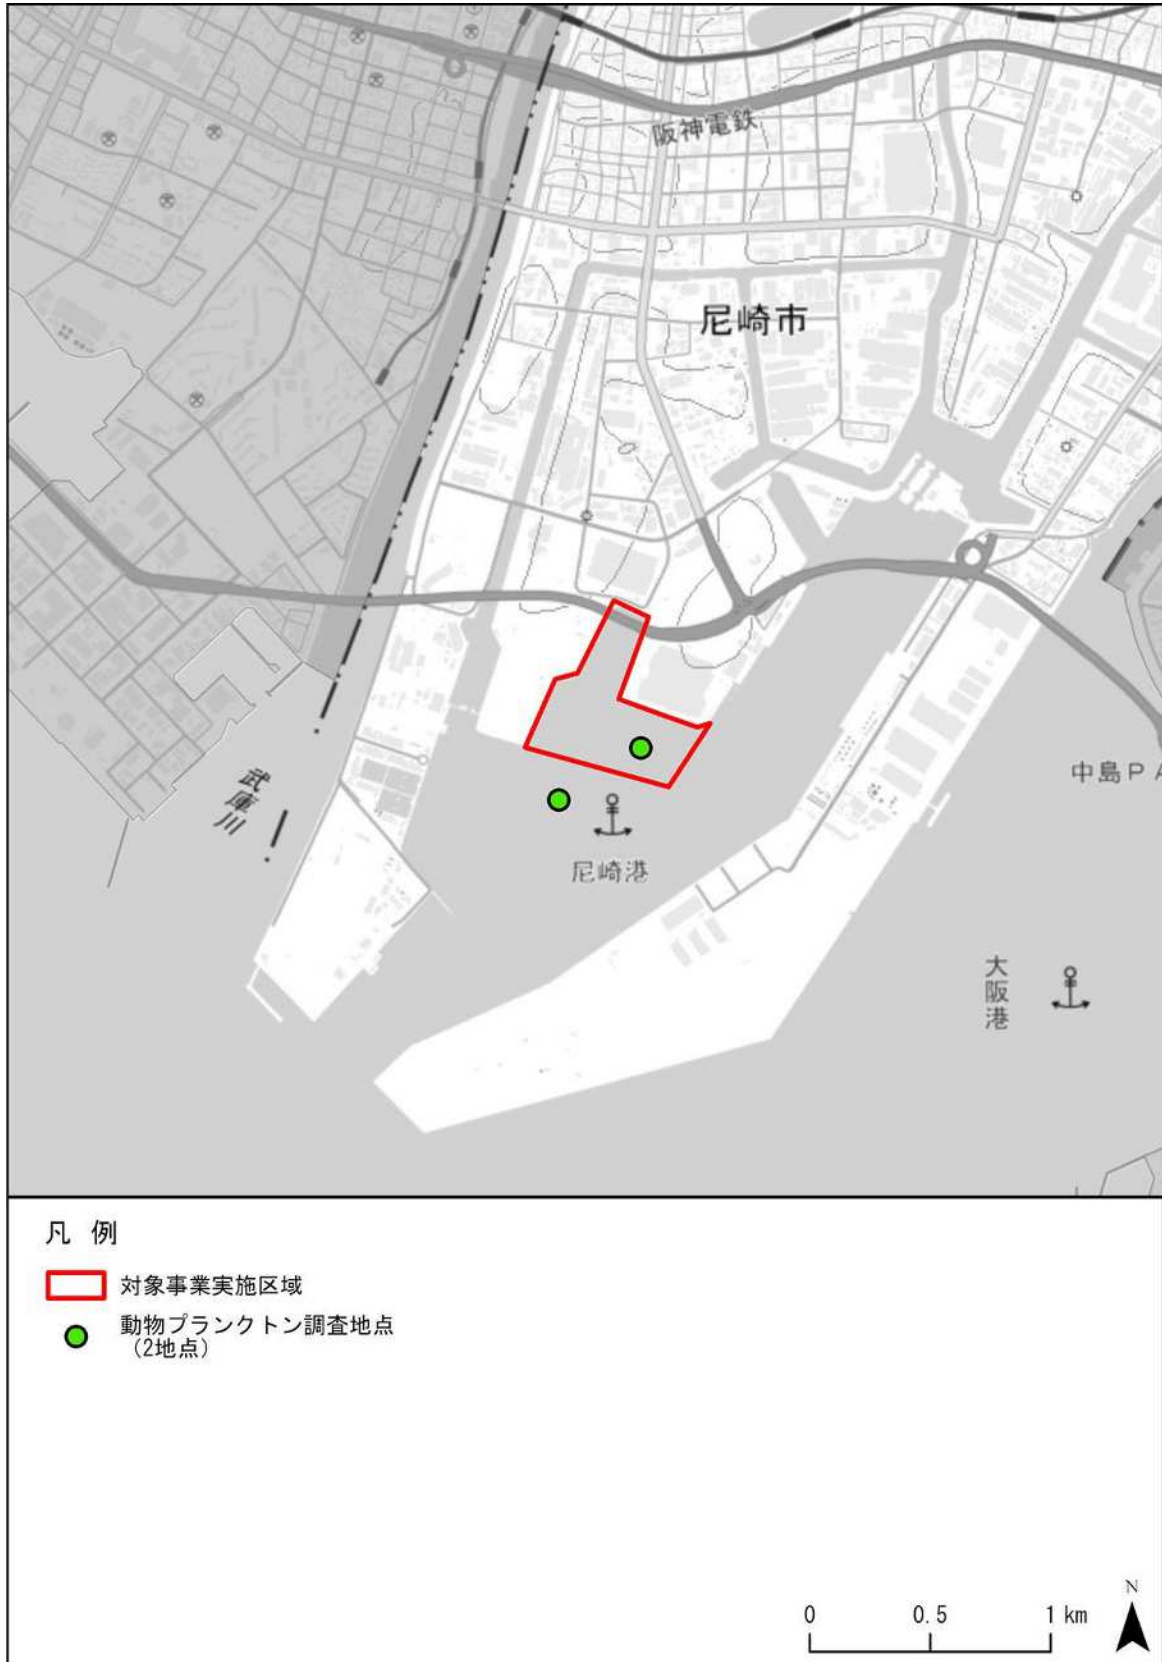 阪神電鉄
尼崎市
中島PA
武庫川
尼崎港
大阪港
凡 例
対象事業実施区域
動物プランクトン調査地点
(2地点)
0 0.5 1 km
N